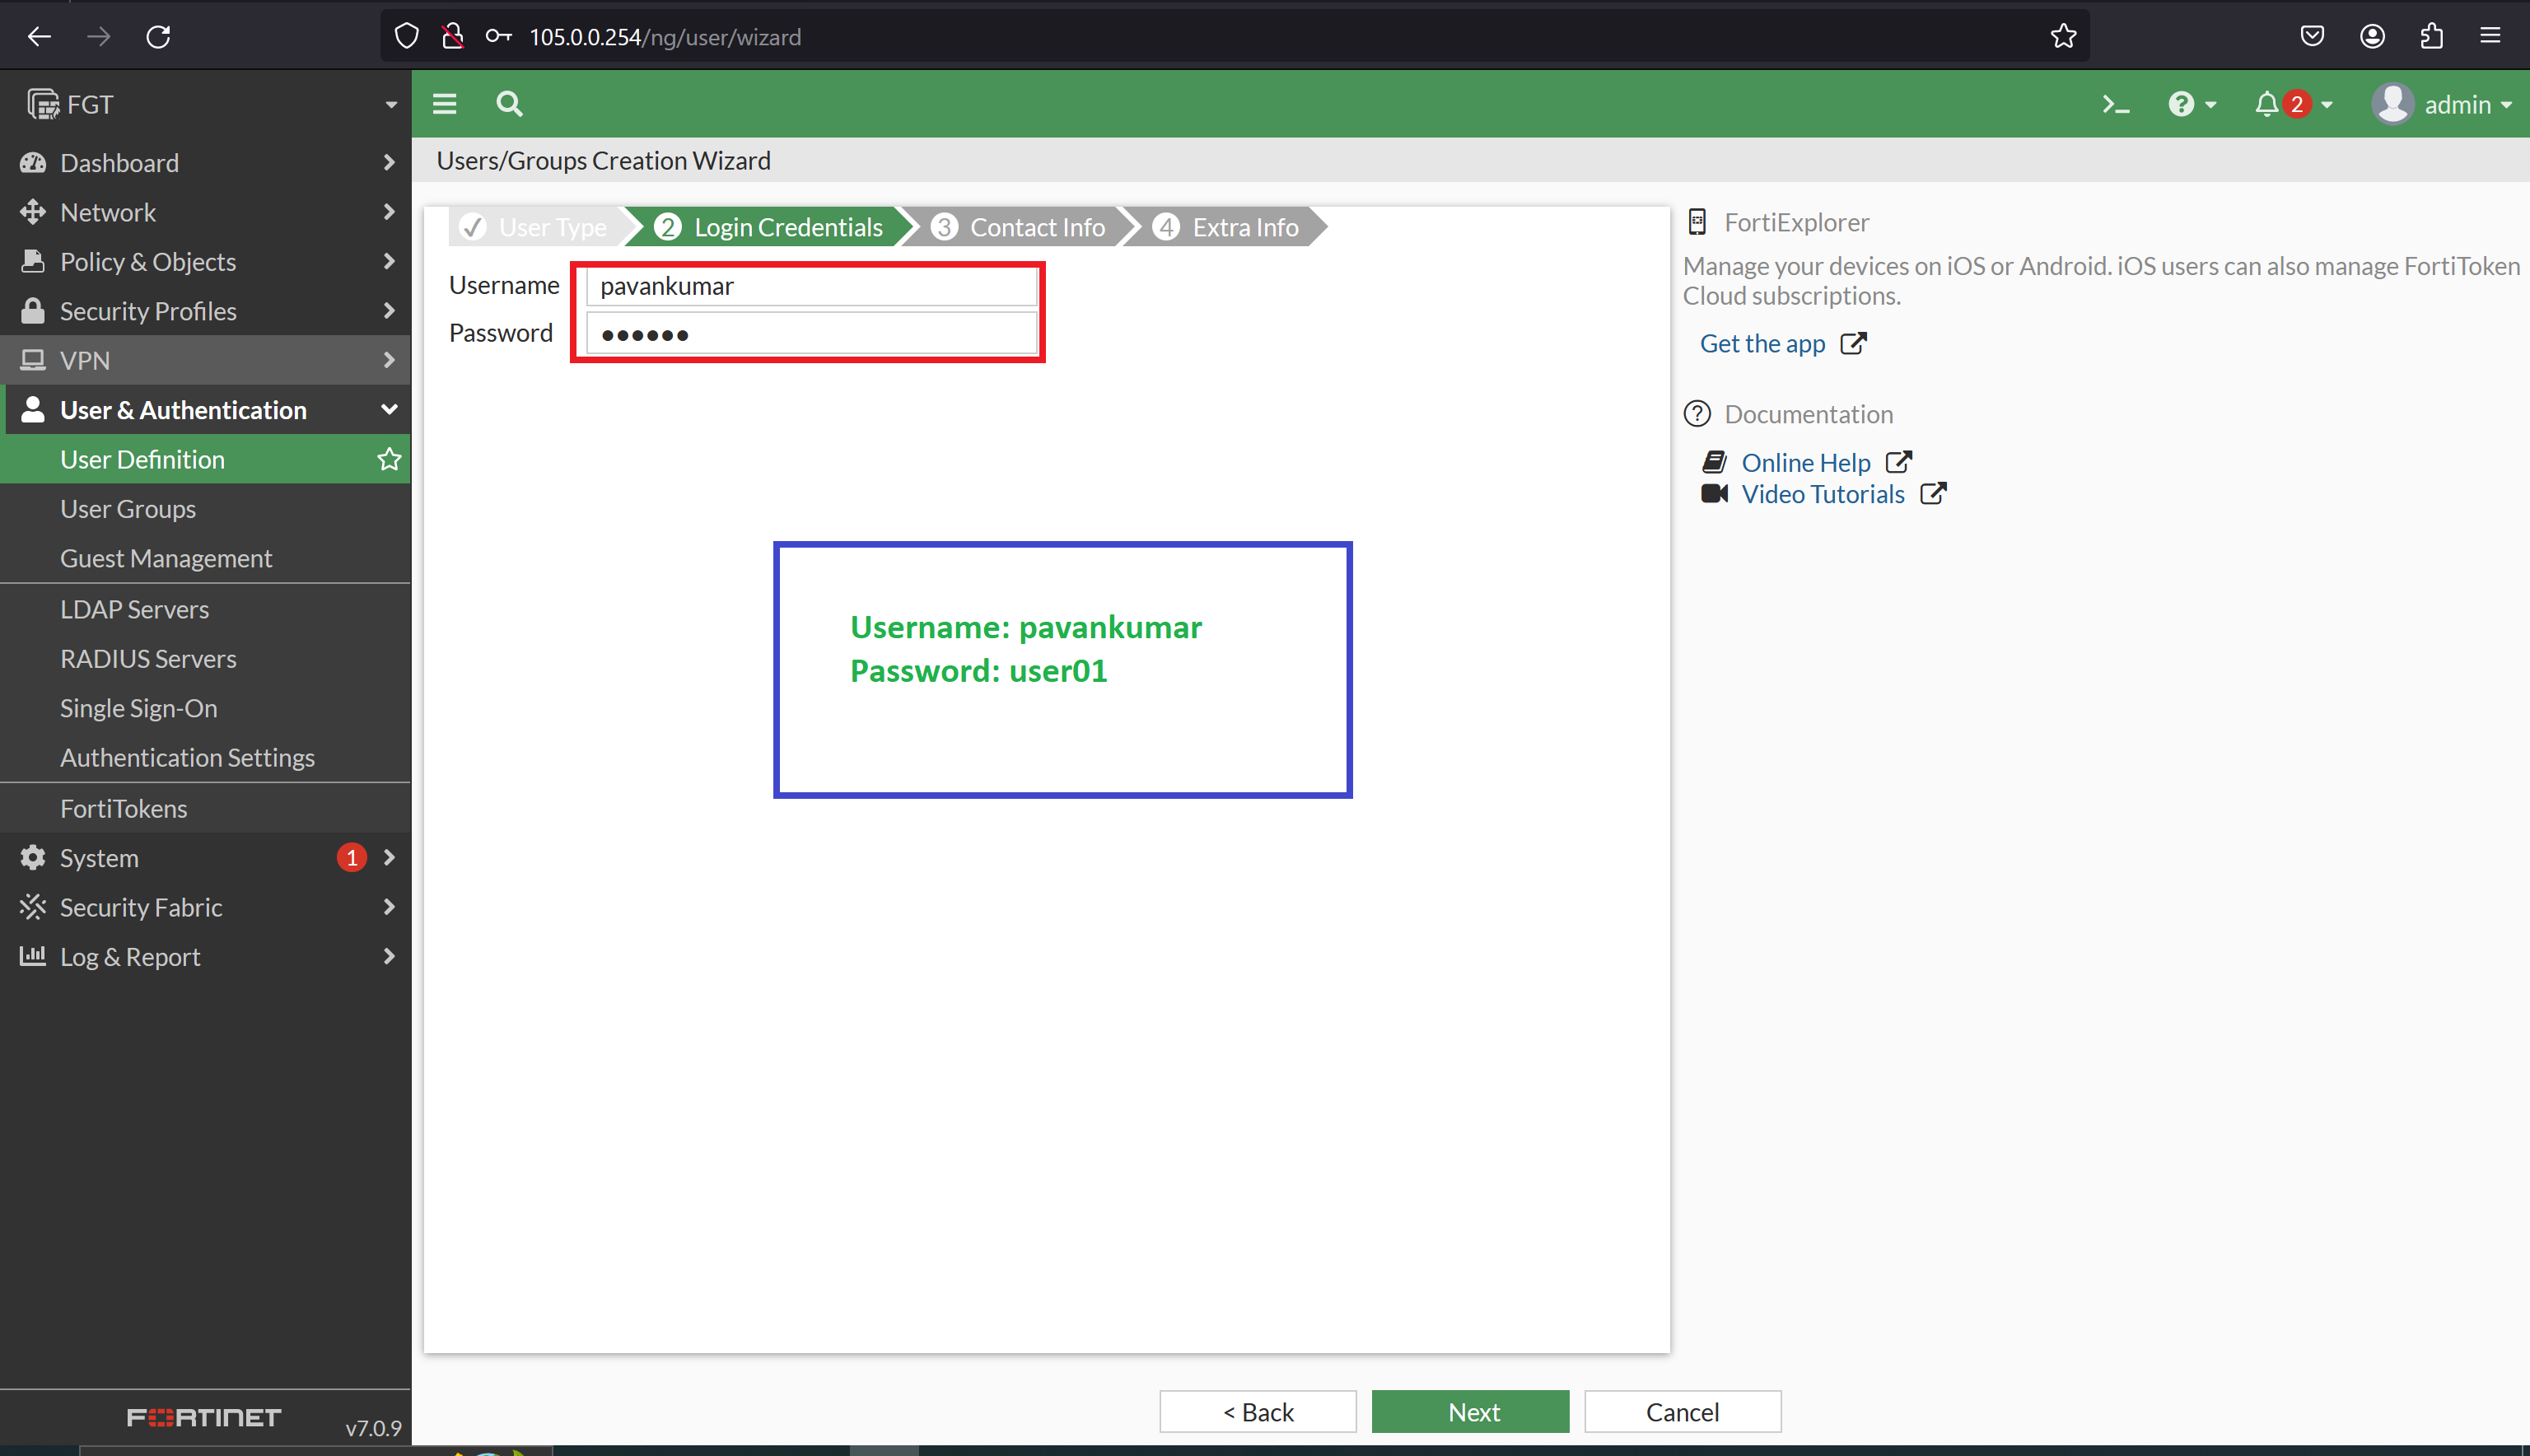 105.0.0.254/ng/user/wizard
FGT
2
admin
Dashboard
Network
Policy & Objects
Security Profiles
VPN
User & Authentication
User Definition
User Groups
Guest Management
LDAP Servers
RADIUS Servers
Single Sign-On
Authentication Settings
FortiTokens
System 1
Security Fabric
Log & Report
FORTINET v7.0.9
Users/Groups Creation Wizard
User Type 2 Login Credentials 3 Contact Info 4 Extra Info
Username pavankumar
Password ••••••
Username: pavankumar
Password: user01
< Back Next Cancel
FortiExplorer
Manage your devices on iOS or Android. iOS users can also manage FortiToken
Cloud subscriptions.
Get the app
Documentation
Online Help
Video Tutorials